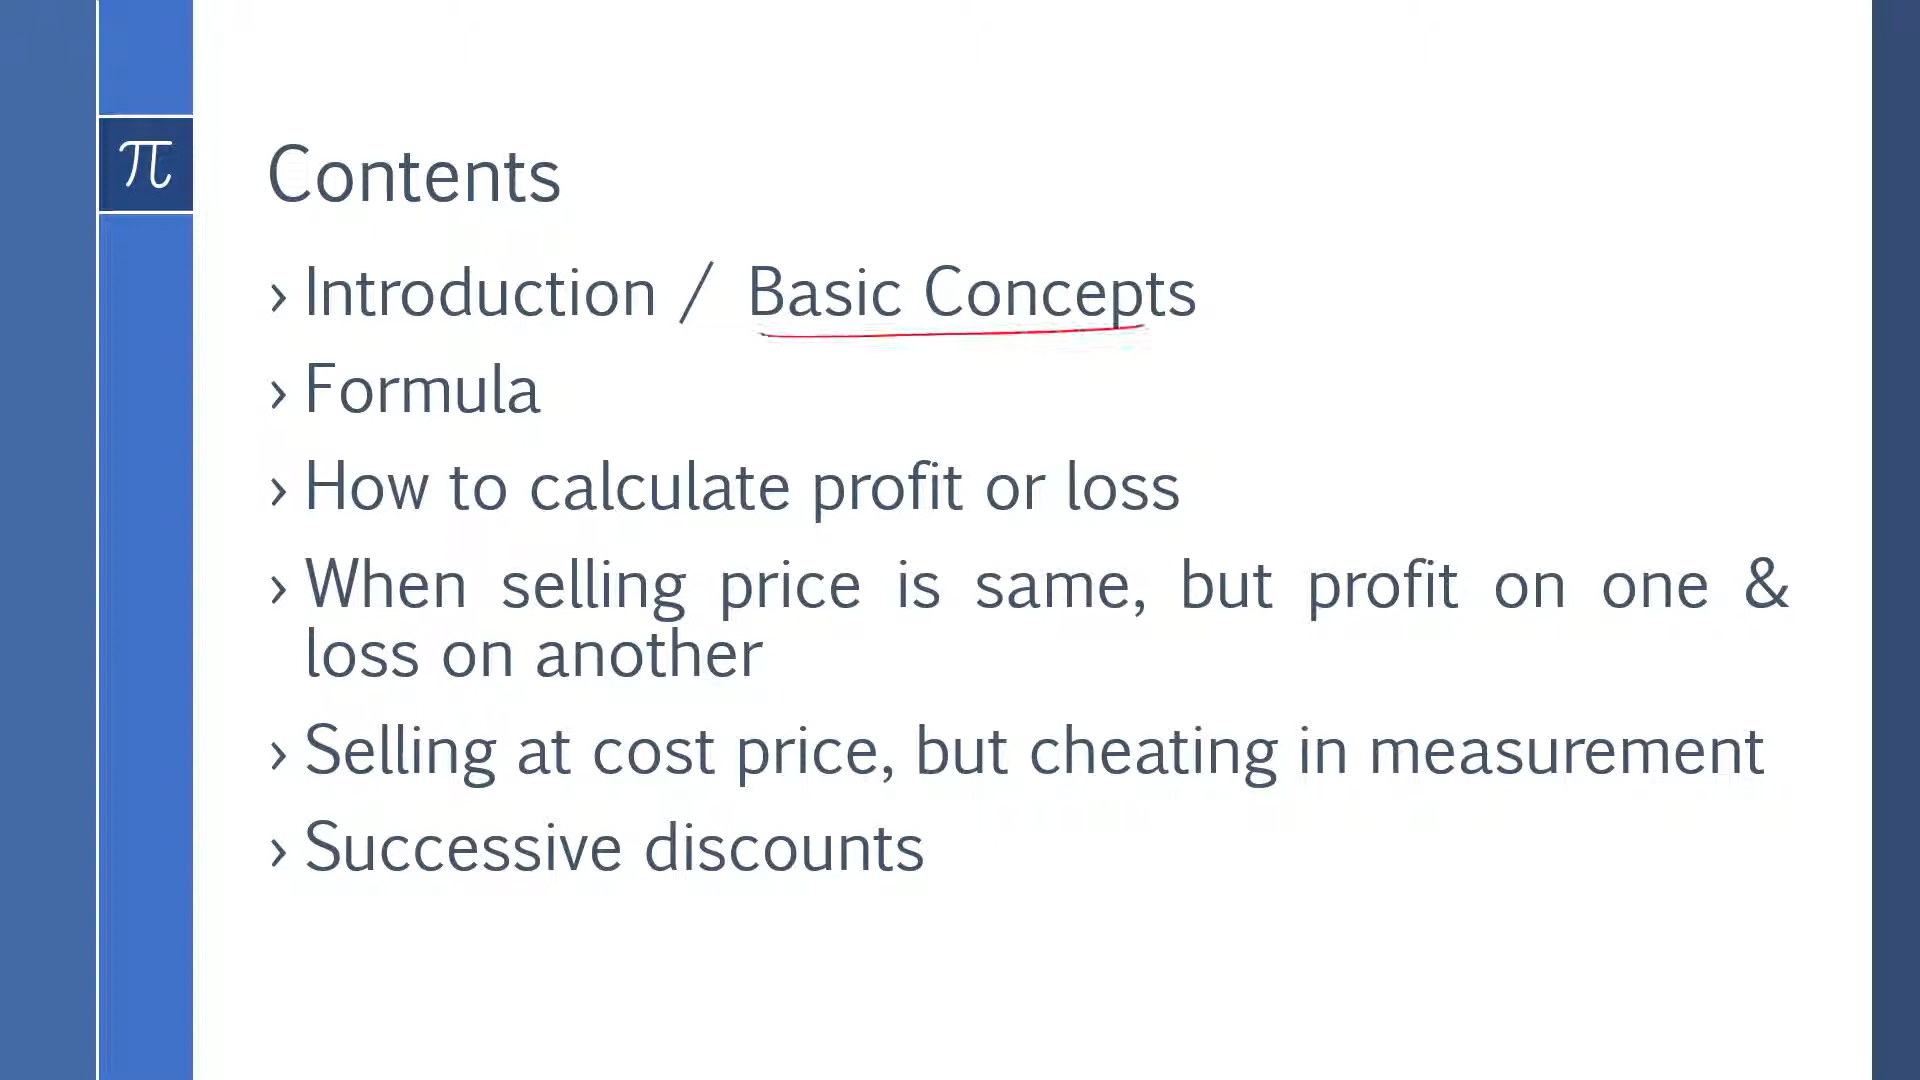 π
Contents
› Introduction / Basic Concepts
› Formula
› How to calculate profit or loss
› When selling price is same, but profit on one &
loss on another
› Selling at cost price, but cheating in measurement
› Successive discounts